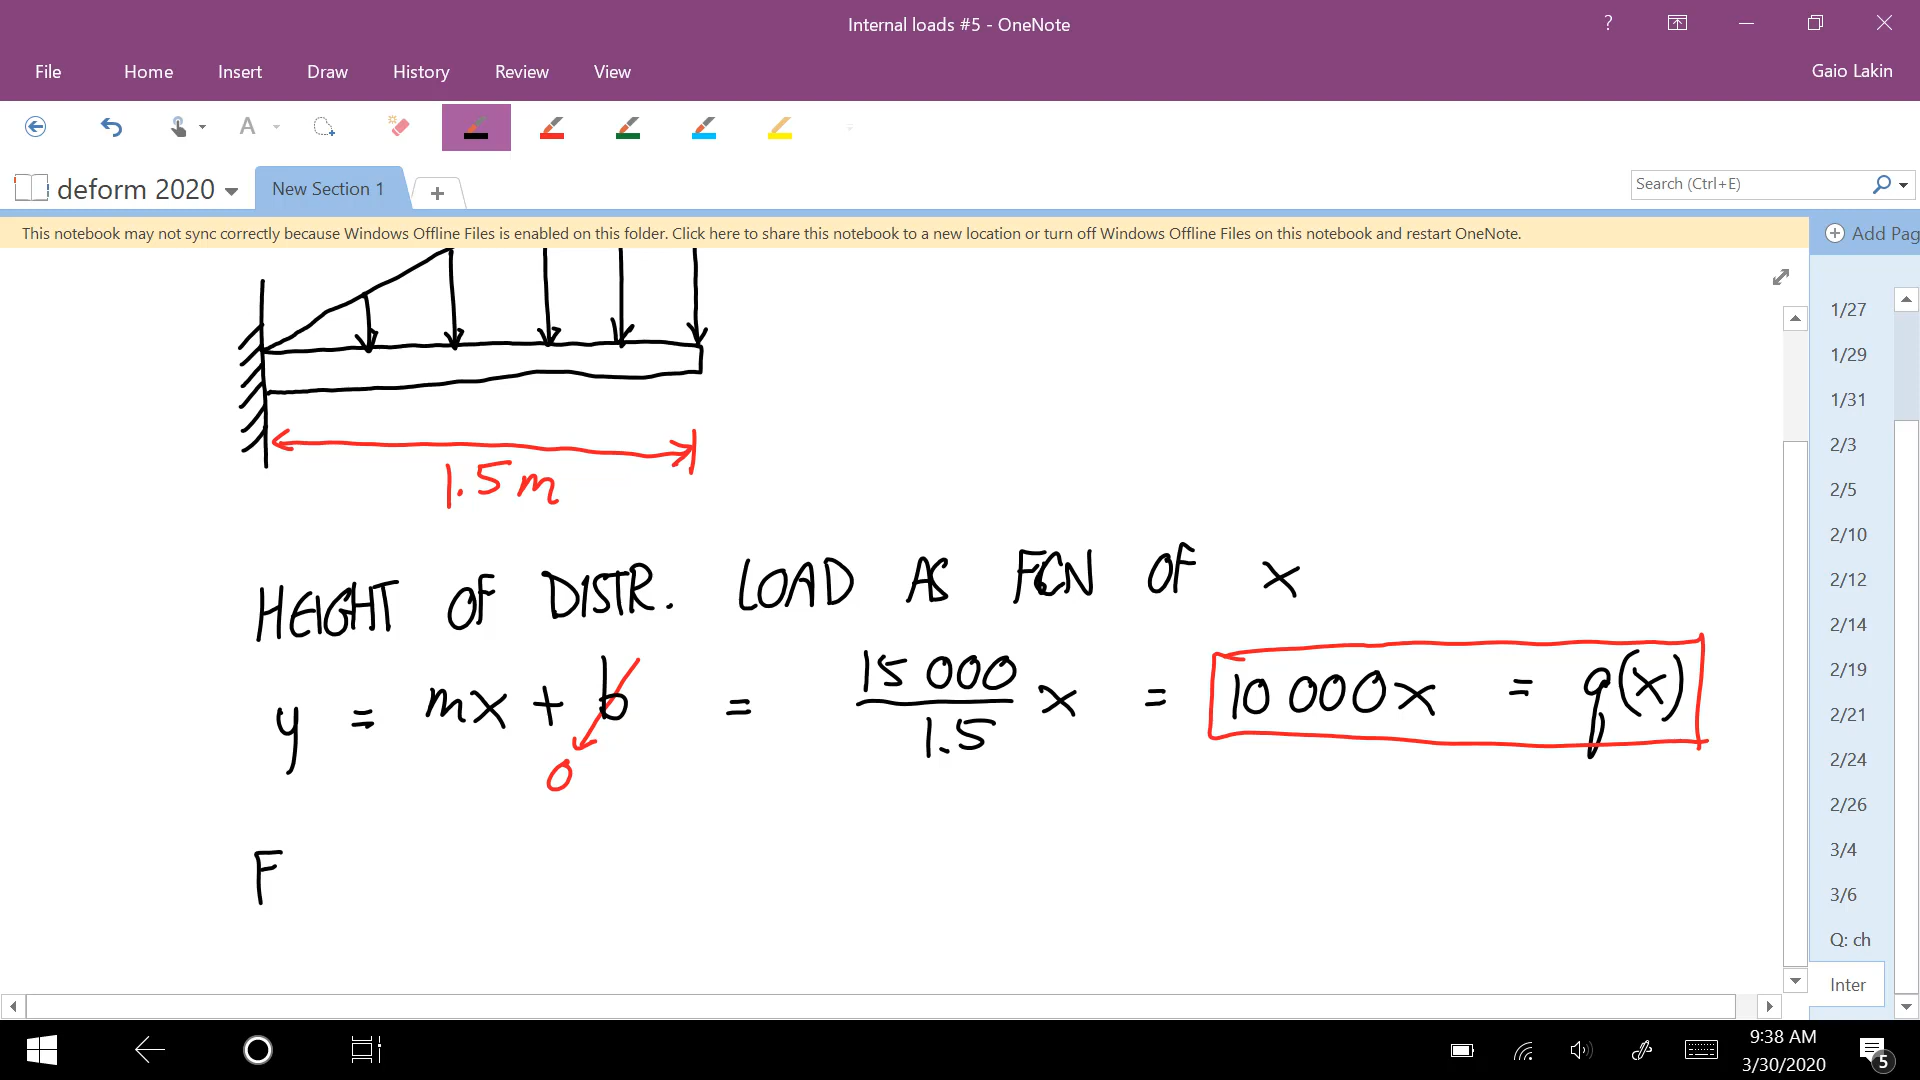 Internal loads #5 - OneNote
?
File Home Insert Draw History Review View
Gaio Lakin
A
deform 2020
New Section 1
+
Search (Ctrl+E)
This notebook may not sync correctly because Windows Offline Files is enabled on this folder. Click here to share this notebook to a new location or turn off Windows Offline Files on this notebook and restart OneNote.
Add Pag
1.5 m
HEIGHT OF DISTR. LOAD AS FCN OF x
y = mx + b = 15 000 / 1.5 x = 10 000x = q(x)
0
F
1/27
1/29
1/31
2/3
2/5
2/10
2/12
2/14
2/19
2/21
2/24
2/26
3/4
3/6
Q: ch
Inter
9:38 AM
3/30/2020
5